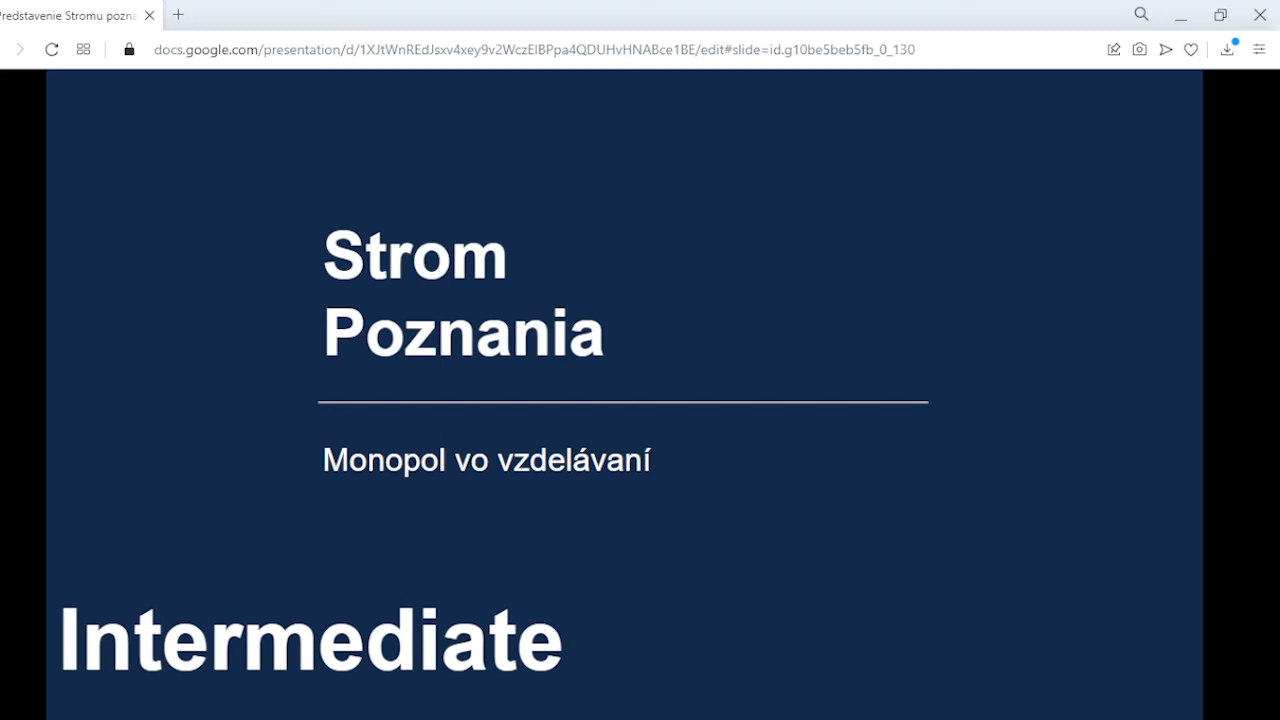 Predstavenie Stromu pozna
docs.google.com/presentation/d/1XJtWnREdJsxv4xey9v2WczElBPpa4QDUHvHNABce1BE/edit#slide=id.g10be5beb5fb_0_130
Strom
Poznania
Monopol vo vzdelávaní
Intermediate